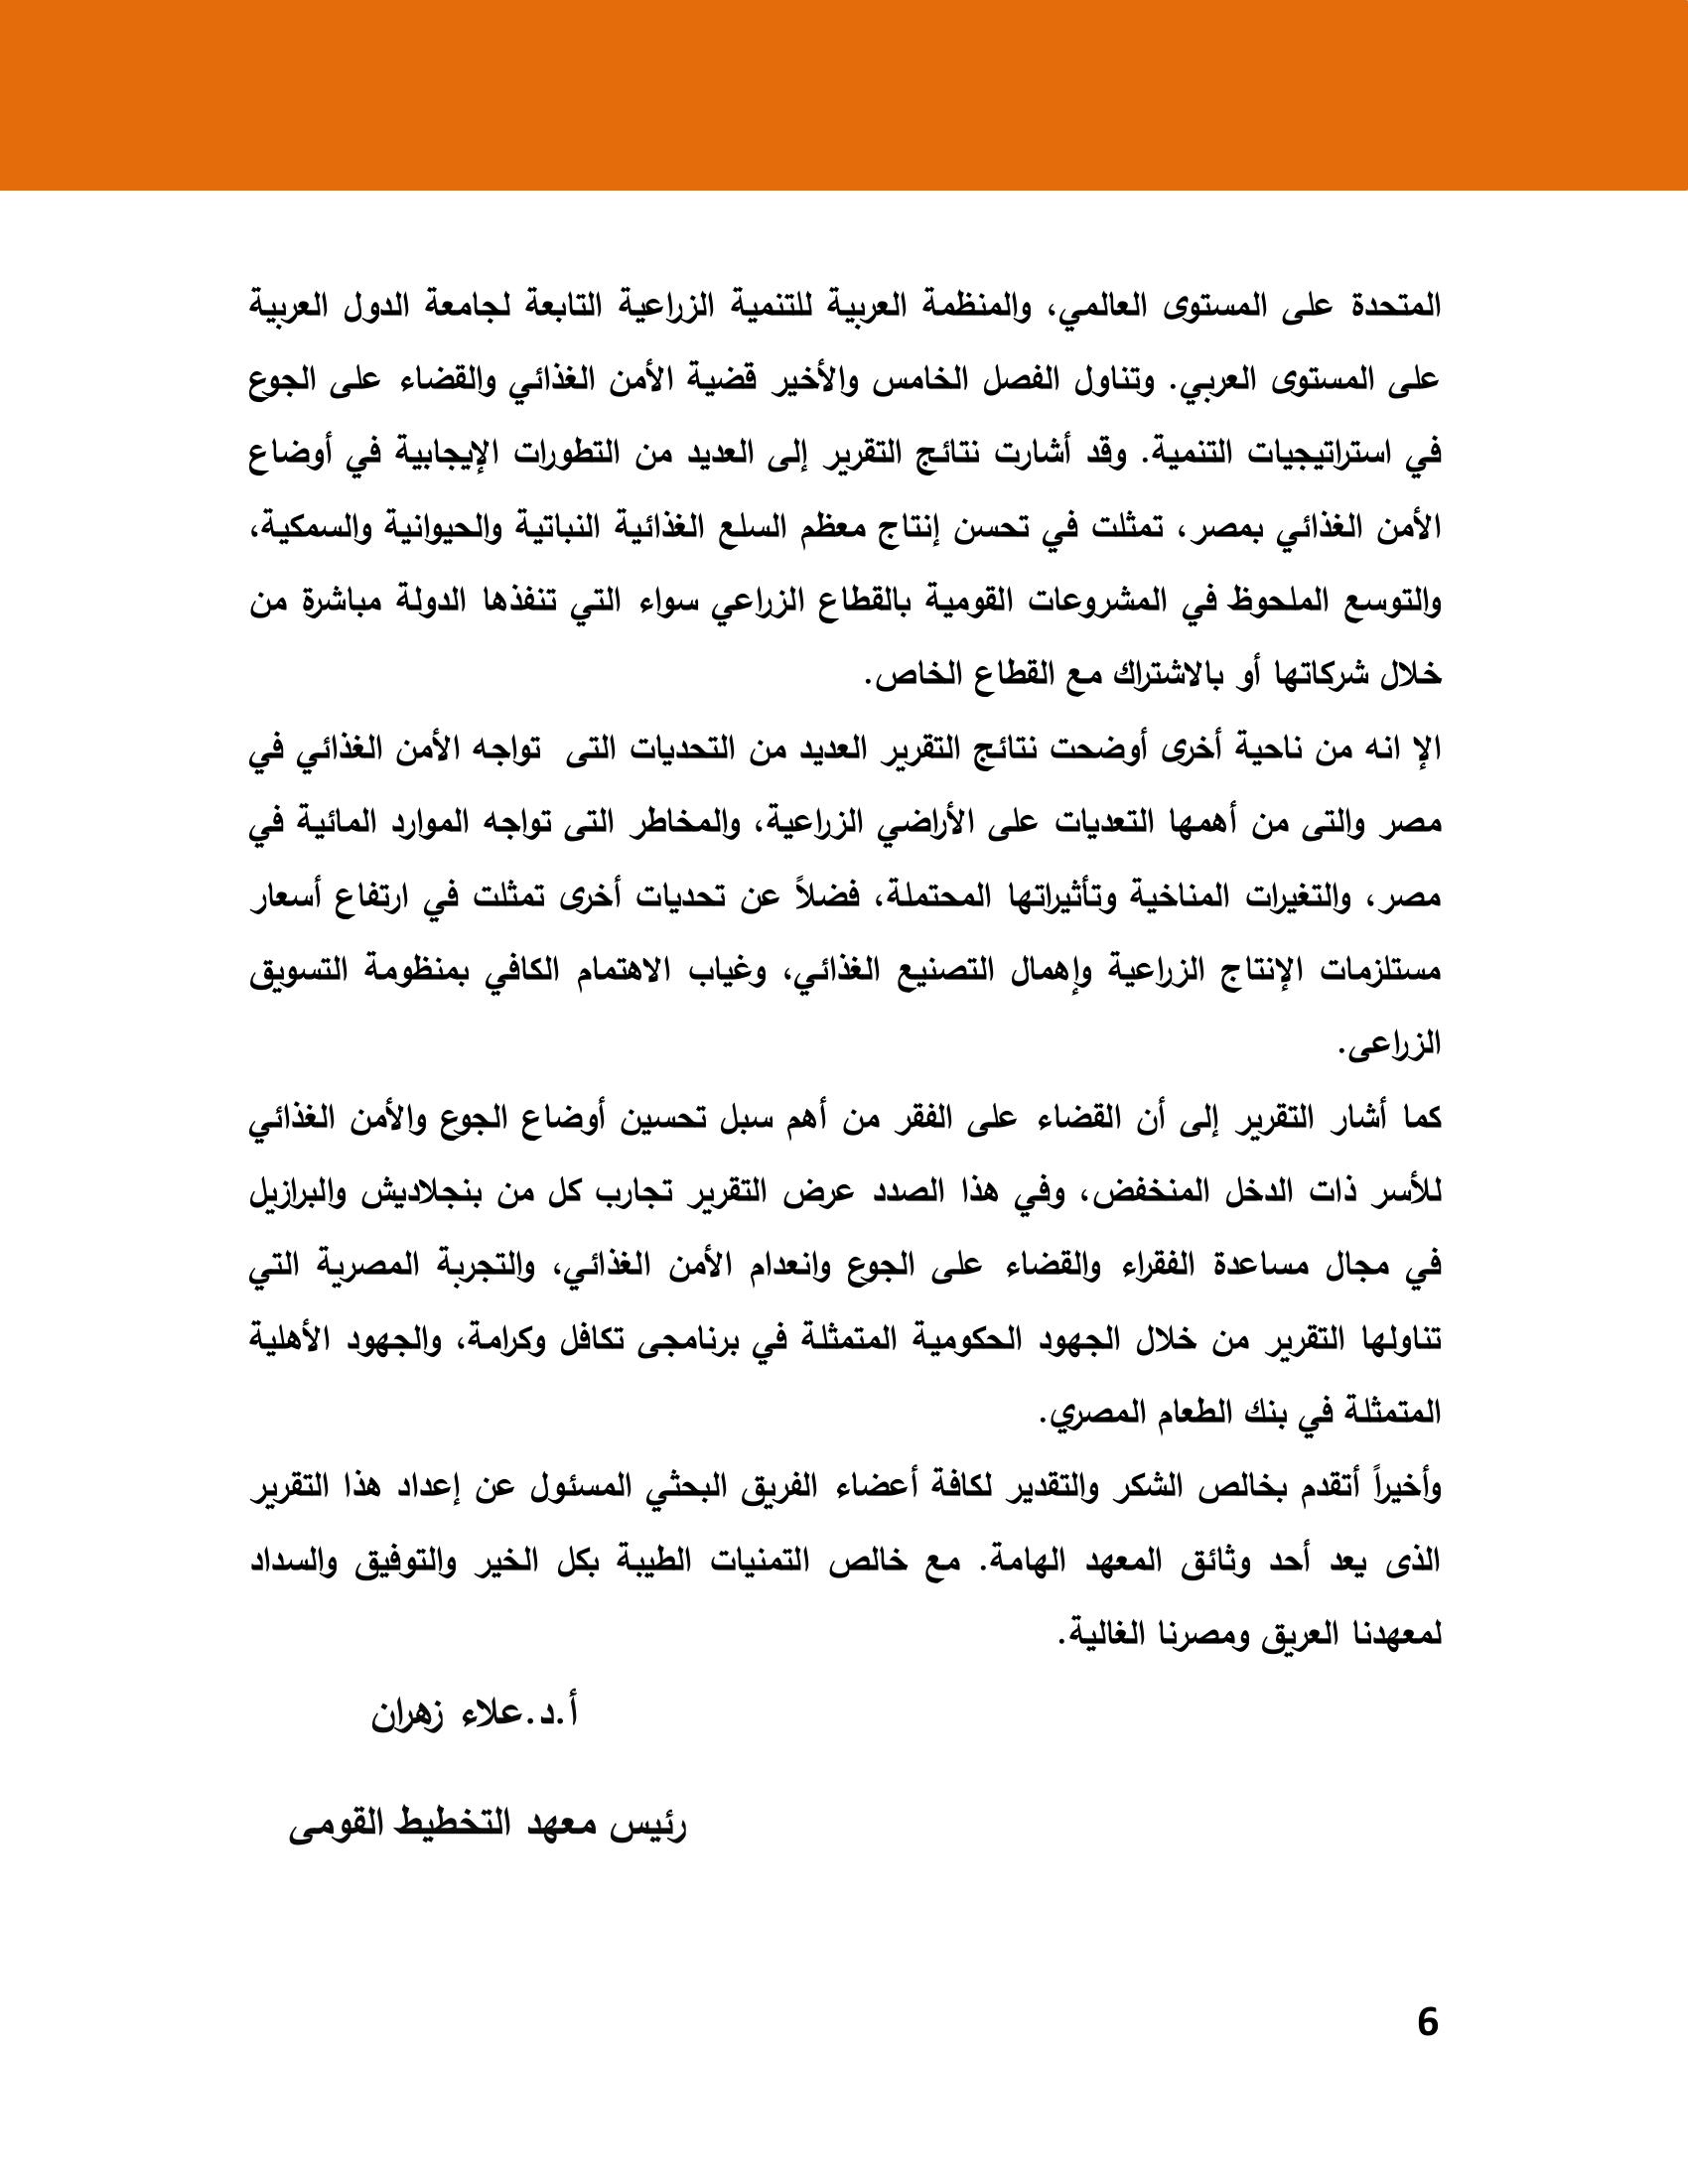 المتحدة على المستوى العالمي، والمنظمة العربية للتنمية الزراعية التابعة لجامعة الدول العربية
على المستوى العربي. وتناول الفصل الخامس والأخير قضية الأمن الغذائي والقضاء على الجوع
في استراتيجيات التنمية. وقد أشارت نتائج التقرير إلى العديد من التطورات الإيجابية في أوضاع
الأمن الغذائي بمصر، تمثلت في تحسن إنتاج معظم السلع الغذائية النباتية والحيوانية والسمكية،
والتوسع الملحوظ في المشروعات القومية بالقطاع الزراعي سواء التي تنفذها الدولة مباشرة من
خلال شركاتها أو بالاشتراك مع القطاع الخاص.
الإ انه من ناحية أخرى أوضحت نتائج التقرير العديد من التحديات التى تواجه الأمن الغذائي في
مصر والتى من أهمها التعديات على الأراضي الزراعية، والمخاطر التى تواجه الموارد المائية في
مصر، والتغيرات المناخية وتأثيراتها المحتملة، فضلاً عن تحديات أخرى تمثلت في ارتفاع أسعار
مستلزمات الإنتاج الزراعية وإهمال التصنيع الغذائي، وغياب الاهتمام الكافي بمنظومة التسويق
الزراعى.
كما أشار التقرير إلى أن القضاء على الفقر من أهم سبل تحسين أوضاع الجوع والأمن الغذائي
للأسر ذات الدخل المنخفض، وفي هذا الصدد عرض التقرير تجارب كل من بنجلاديش والبرازيل
في مجال مساعدة الفقراء والقضاء على الجوع وانعدام الأمن الغذائي، والتجربة المصرية التي
تناولها التقرير من خلال الجهود الحكومية المتمثلة في برنامجى تكافل وكرامة، والجهود الأهلية
المتمثلة في بنك الطعام المصري.
وأخيراً أتقدم بخالص الشكر والتقدير لكافة أعضاء الفريق البحثي المسئول عن إعداد هذا التقرير
الذى يعد أحد وثائق المعهد الهامة. مع خالص التمنيات الطيبة بكل الخير والتوفيق والسداد
لمعهدنا العريق ومصرنا الغالية.
أ.د.علاء زهران
رئيس معهد التخطيط القومى
6